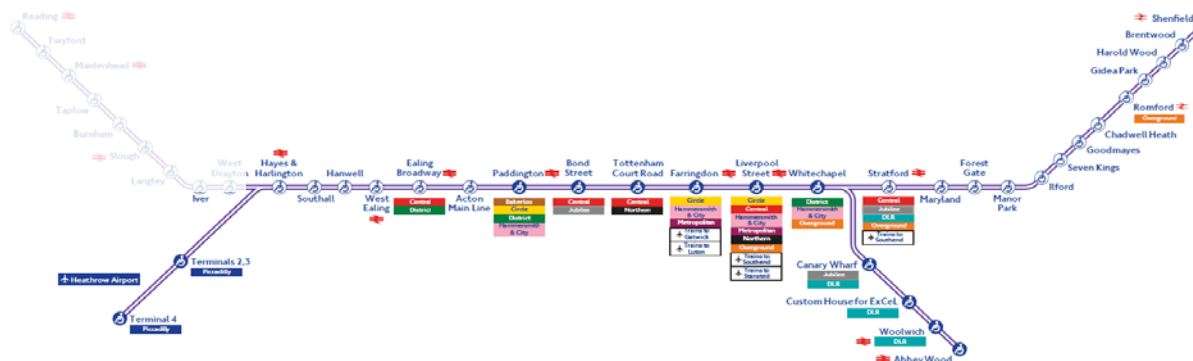 Reading
Twyford
Maidenhead
Taplow
Burnham
Slough
Langley
Iver
West
Drayton
Hayes &
Harlington
Southall
Hanwell
West
Ealing
Ealing
Broadway
Central
District
Acton
Main Line
Paddington
Bakerloo
Circle
District
Hammersmith
& City
Bond
Street
Central
Jubilee
Tottenham
Court Road
Central
Northern
Farringdon
Circle
Hammersmith
& City
Metropolitan
Trains to
Gatwick
Trains to
Luton
Liverpool
Street
Circle
Central
Hammersmith
& City
Metropolitan
Northern
Overground
Trains to
Southend
Trains to
Stansted
Whitechapel
District
Hammersmith
& City
Overground
Stratford
Central
Jubilee
DLR
Overground
Trains to
Southend
Maryland
Forest
Gate
Manor
Park
Ilford
Seven Kings
Goodmayes
Chadwell Heath
Romford
Overground
Gidea Park
Harold Wood
Brentwood
Shenfield
Heathrow Airport
Terminals 2,3
Piccadilly
Terminal 4
Piccadilly
Canary Wharf
Jubilee
DLR
Custom House for ExCeL
DLR
Woolwich
DLR
Abbey Wood